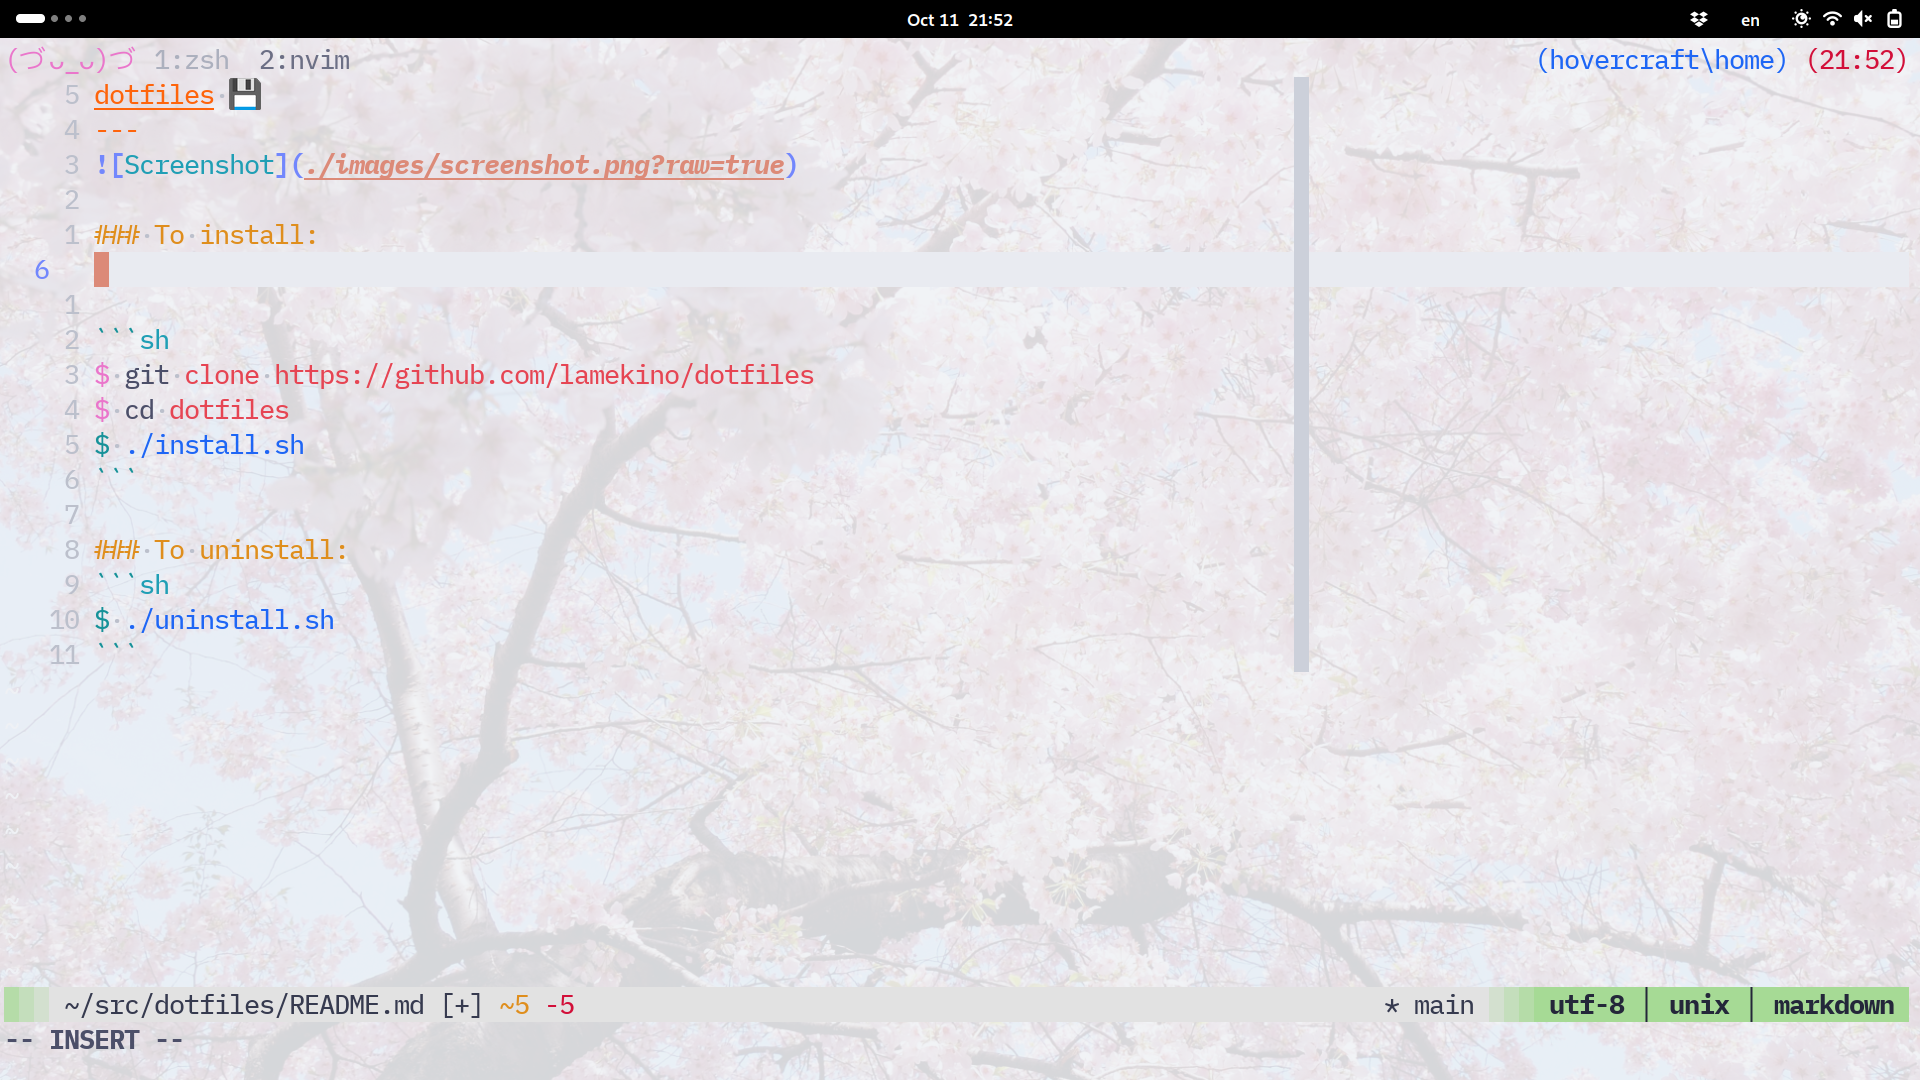 Oct 11 21:52
en
(づ᎑_᎑)づ 1:zsh 2:nvim (hovercraft\home) (21:52)
5 dotfiles 💾
4 ---
3 ![Screenshot](./images/screenshot.png?raw=true)
2
1 ### To install:
6
1
2 ```sh
3 $ git clone https://github.com/lamekino/dotfiles
4 $ cd dotfiles
5 $ ./install.sh
6 ```
7
8 ### To uninstall:
9 ```sh
10 $ ./uninstall.sh
11 ```
~
~
~/src/dotfiles/README.md [+] ~5 -5 * main utf-8 | unix | markdown
-- INSERT --